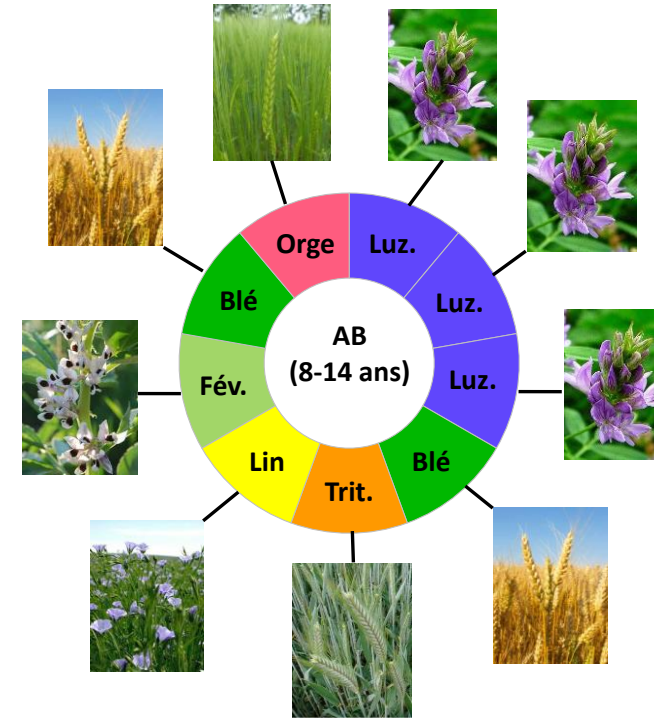 Orge
Luz.
Luz.
Luz.
Blé
Trit.
Lin
Fév.
Blé
AB
(8-14 ans)